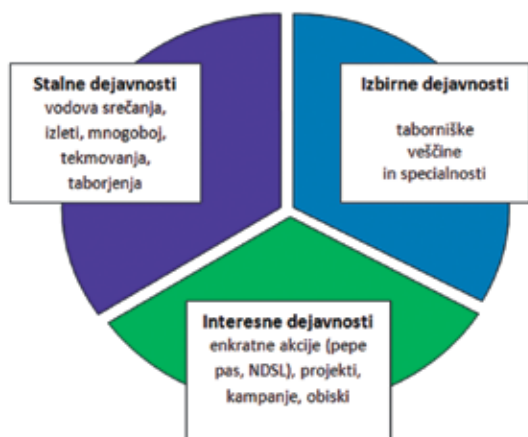 Stalne dejavnosti
vodova srečanja,
izleti, mnogoboj,
tekmovanja,
taborjenja
Izbirne dejavnosti
taborniške
veščine
in specialnosti
Interesne dejavnosti
enkratne akcije (pepe
pas, NDSL), projekti,
kampanje, obiski